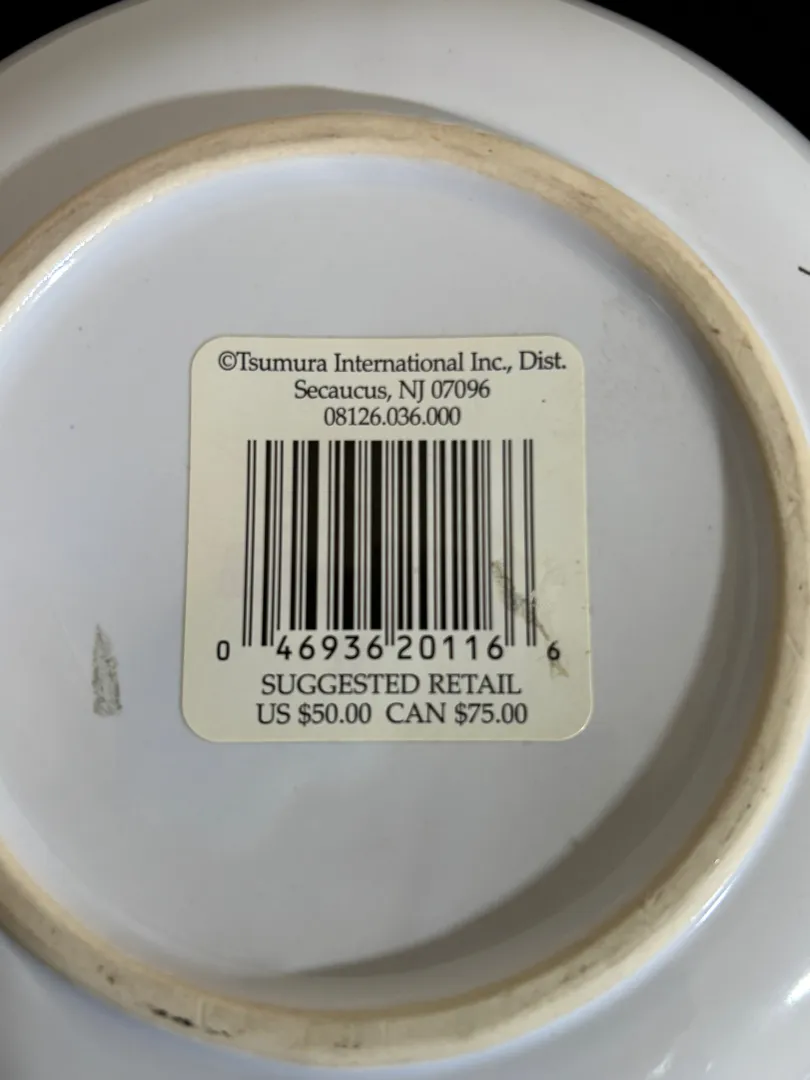 ©Tsumura International Inc., Dist.
Secaucus, NJ 07096
08126.036.000
0 46936 20116 6
SUGGESTED RETAIL
US $50.00 CAN $75.00